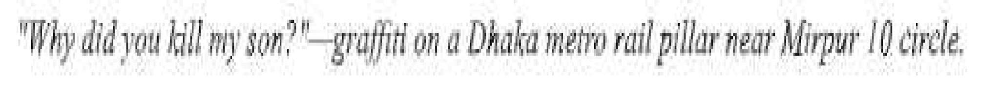 "Why did you kill my son?"—graffiti on a Dhaka metro rail pillar near Mirpur 10 circle.